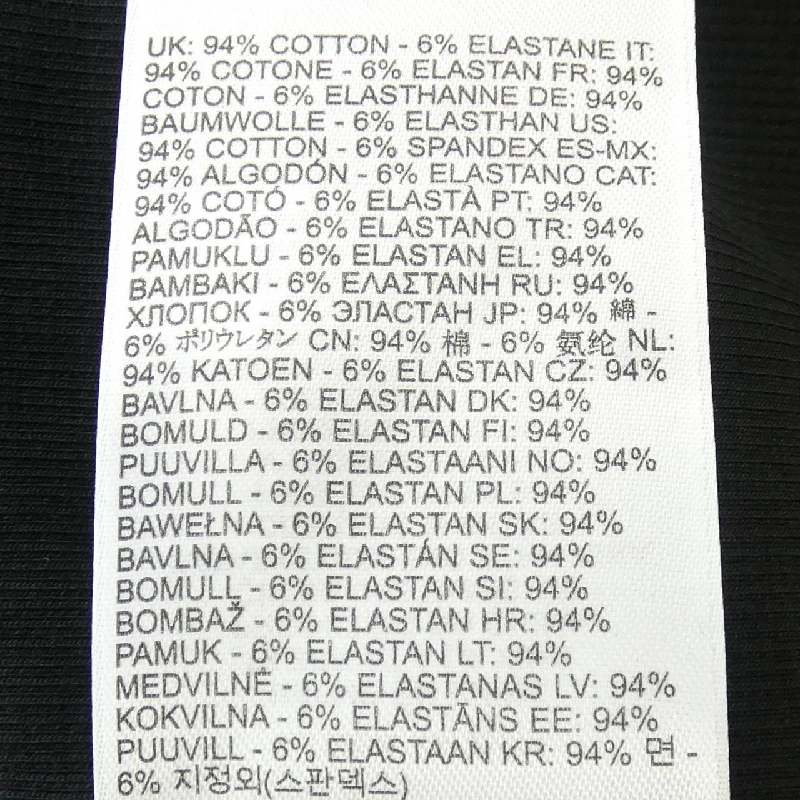 UK: 94% COTTON - 6% ELASTANE IT:
94% COTONE - 6% ELASTAN FR: 94%
COTON - 6% ELASTHANNE DE: 94%
BAUMWOLLE - 6% ELASTHAN US:
94% COTTON - 6% SPANDEX ES-MX:
94% ALGODÓN - 6% ELASTANO CAT:
94% COTÓ - 6% ELASTÀ PT: 94%
ALGODÃO - 6% ELASTANO TR: 94%
PAMUKLU - 6% ELASTAN EL: 94%
ΒΑΜΒΑΚΙ - 6% ΕΛΑΣΤΑΝΗ RU: 94%
ХЛОПОК - 6% ЭЛАСТАН JP: 94% 綿 -
6% ポリウレタン CN: 94% 棉 - 6% 氨纶 NL:
94% KATOEN - 6% ELASTAN CZ: 94%
BAVLNA - 6% ELASTAN DK: 94%
BOMULD - 6% ELASTAN FI: 94%
PUUVILLA - 6% ELASTAANI NO: 94%
BOMULL - 6% ELASTAN PL: 94%
BAWEŁNA - 6% ELASTAN SK: 94%
BAVLNA - 6% ELASTÁN SE: 94%
BOMULL - 6% ELASTAN SI: 94%
BOMBAŽ - 6% ELASTAN HR: 94%
PAMUK - 6% ELASTAN LT: 94%
MEDVILNĖ - 6% ELASTANAS LV: 94%
KOKVILNA - 6% ELASTĀNS EE: 94%
PUUVILL - 6% ELASTAAN KR: 94% 면 -
6% 지정외(스판덱스)